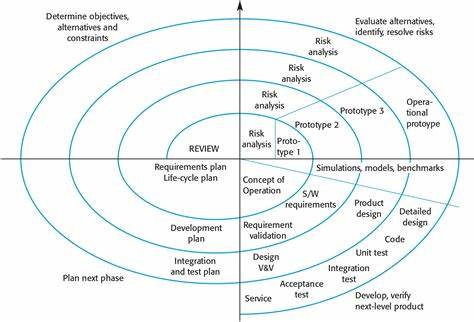 Determine objectives,
alternatives and
constraints
Evaluate alternatives,
identify, resolve risks
Risk
analysis
Risk
analysis
Risk
analysis
Risk
analysis
REVIEW
Proto-
type 1
Prototype 2
Prototype 3
Opera-
tional
protoype
Requirements plan
Life-cycle plan
Simulations, models, benchmarks
Concept of
Operation
S/W
requirements
Product
design
Detailed
design
Development
plan
Requirement
validation
Code
Unit test
Integration
and test plan
Design
V&V
Integration
test
Plan next phase
Acceptance
test
Service
Develop, verify
next-level product